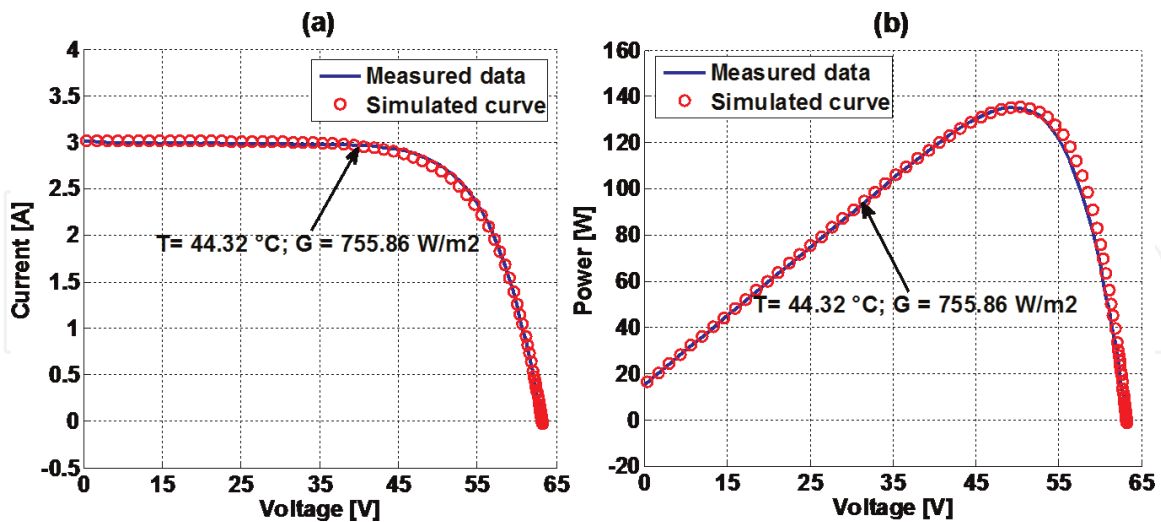 (a)
4
3.5
3
2.5
2
1.5
1
0.5
0
-0.5
Current [A]
Measured data
Simulated curve
T= 44.32 °C; G = 755.86 W/m2
0
15
25
35
45
55
65
Voltage [V]
(b)
160
140
120
100
80
60
40
20
0
-20
Power [W]
Measured data
Simulated curve
T= 44.32 °C; G = 755.86 W/m2
0
15
25
35
45
55
65
Voltage [V]